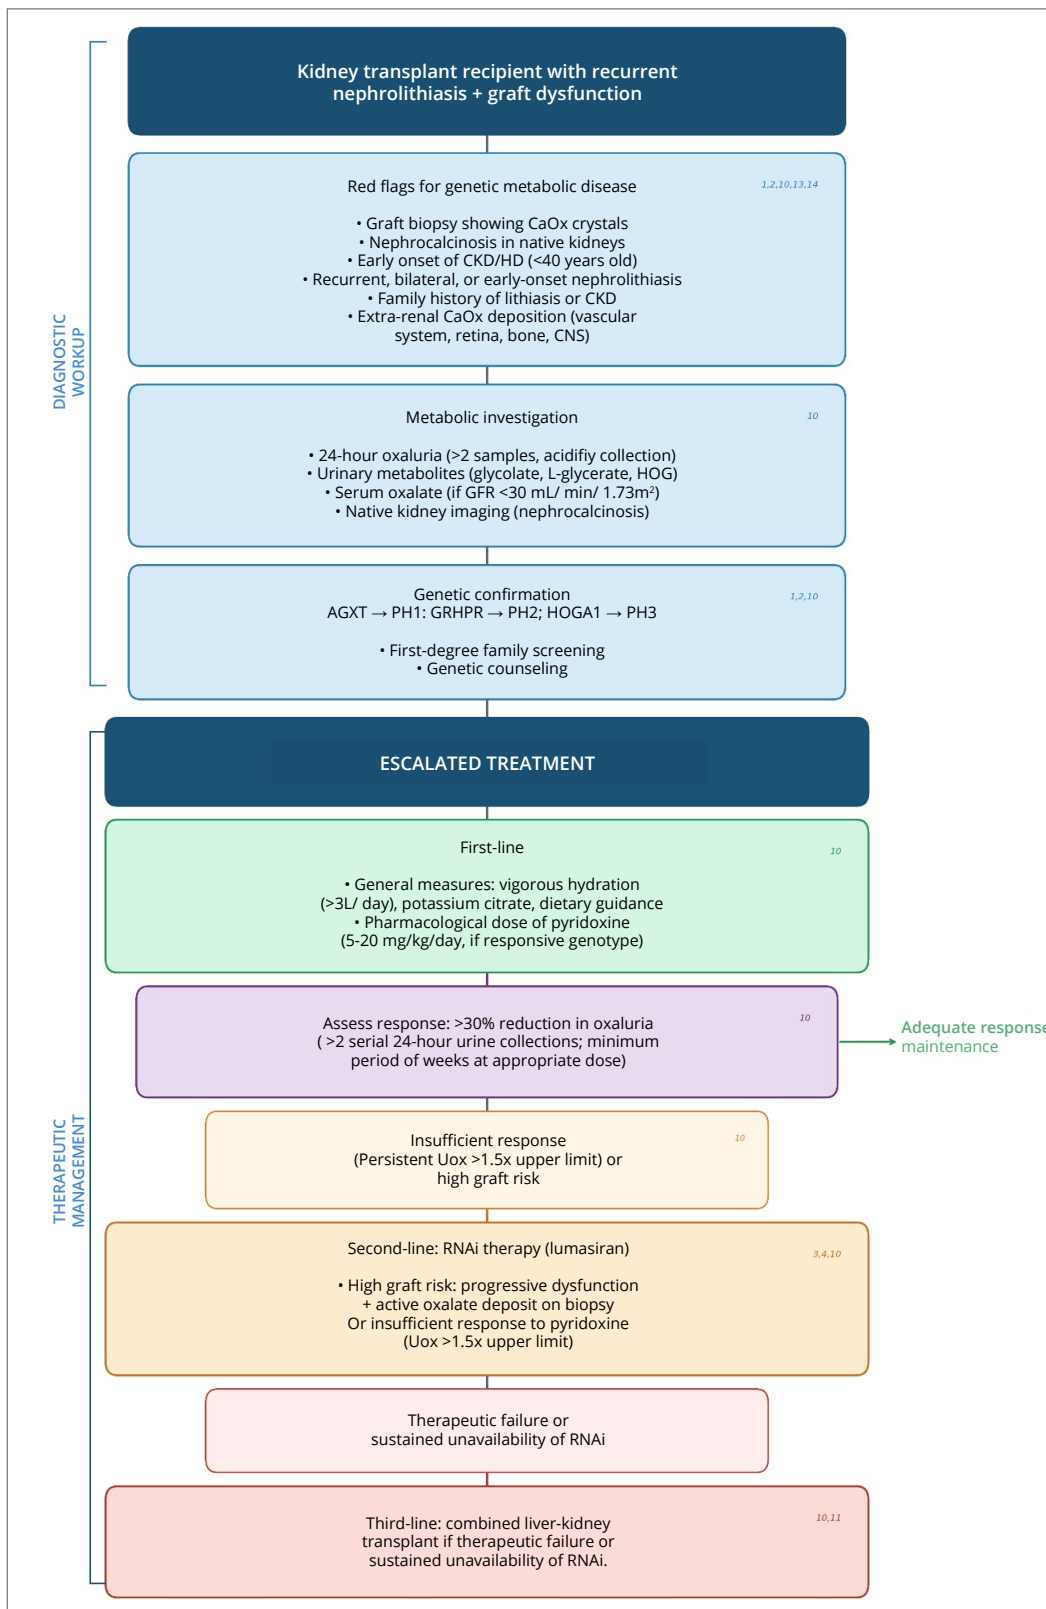 Kidney transplant recipient with recurrent
nephrolithiasis + graft dysfunction
DIAGNOSTIC
WORKUP
Red flags for genetic metabolic disease
1,2,10,13,14
• Graft biopsy showing CaOx crystals
• Nephrocalcinosis in native kidneys
• Early onset of CKD/HD (<40 years old)
• Recurrent, bilateral, or early-onset nephrolithiasis
• Family history of lithiasis or CKD
• Extra-renal CaOx deposition (vascular
system, retina, bone, CNS)
Metabolic investigation
10
• 24-hour oxaluria (>2 samples, acidifiy collection)
• Urinary metabolites (glycolate, L-glycerate, HOG)
• Serum oxalate (if GFR <30 mL/ min/ 1.73m²)
• Native kidney imaging (nephrocalcinosis)
Genetic confirmation
1,2,10
AGXT → PH1: GRHPR → PH2; HOGA1 → PH3
• First-degree family screening
• Genetic counseling
THERAPEUTIC
MANAGEMENT
ESCALATED TREATMENT
First-line
10
• General measures: vigorous hydration
(>3L/ day), potassium citrate, dietary guidance
• Pharmacological dose of pyridoxine
(5-20 mg/kg/day, if responsive genotype)
Assess response: >30% reduction in oxaluria
10
( >2 serial 24-hour urine collections; minimum
period of weeks at appropriate dose)
Adequate response
maintenance
Insufficient response
10
(Persistent Uox >1.5x upper limit) or
high graft risk
Second-line: RNAi therapy (lumasiran)
3,4,10
• High graft risk: progressive dysfunction
+ active oxalate deposit on biopsy
Or insufficient response to pyridoxine
(Uox >1.5x upper limit)
Therapeutic failure or
sustained unavailability of RNAi
Third-line: combined liver-kidney
10,11
transplant if therapeutic failure or
sustained unavailability of RNAi.